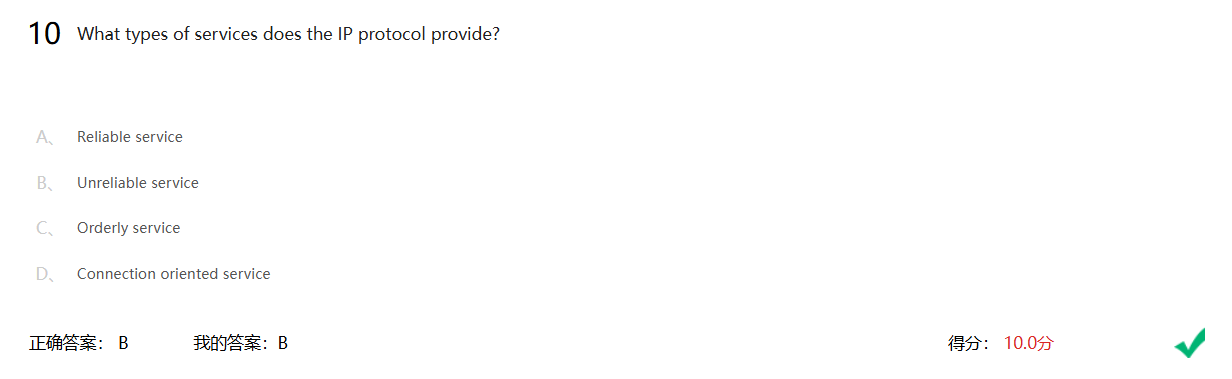 10 What types of services does the IP protocol provide?
A、 Reliable service
B、 Unreliable service
C、 Orderly service
D、 Connection oriented service
正确答案： B 我的答案：B 得分： 10.0分